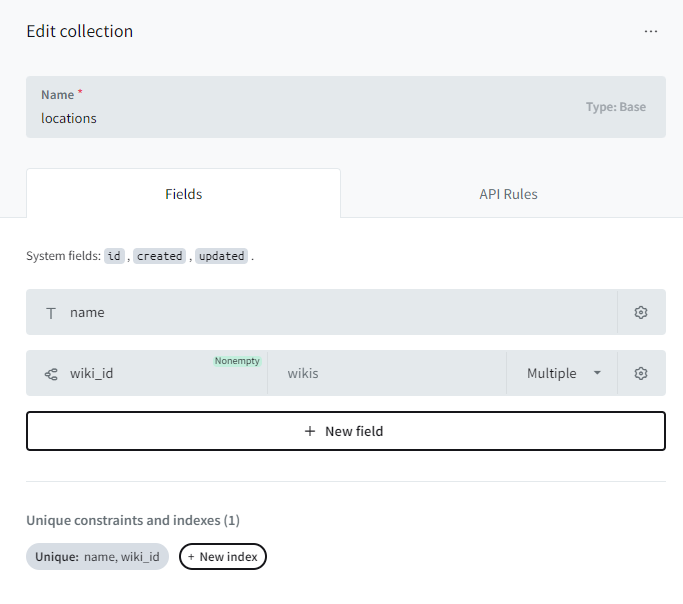 Edit collection
Name *
locations
Type: Base
Fields
API Rules
System fields: id , created , updated .
name
wiki_id
Nonempty
wikis
Multiple
+ New field
Unique constraints and indexes (1)
Unique: name, wiki_id
+ New index